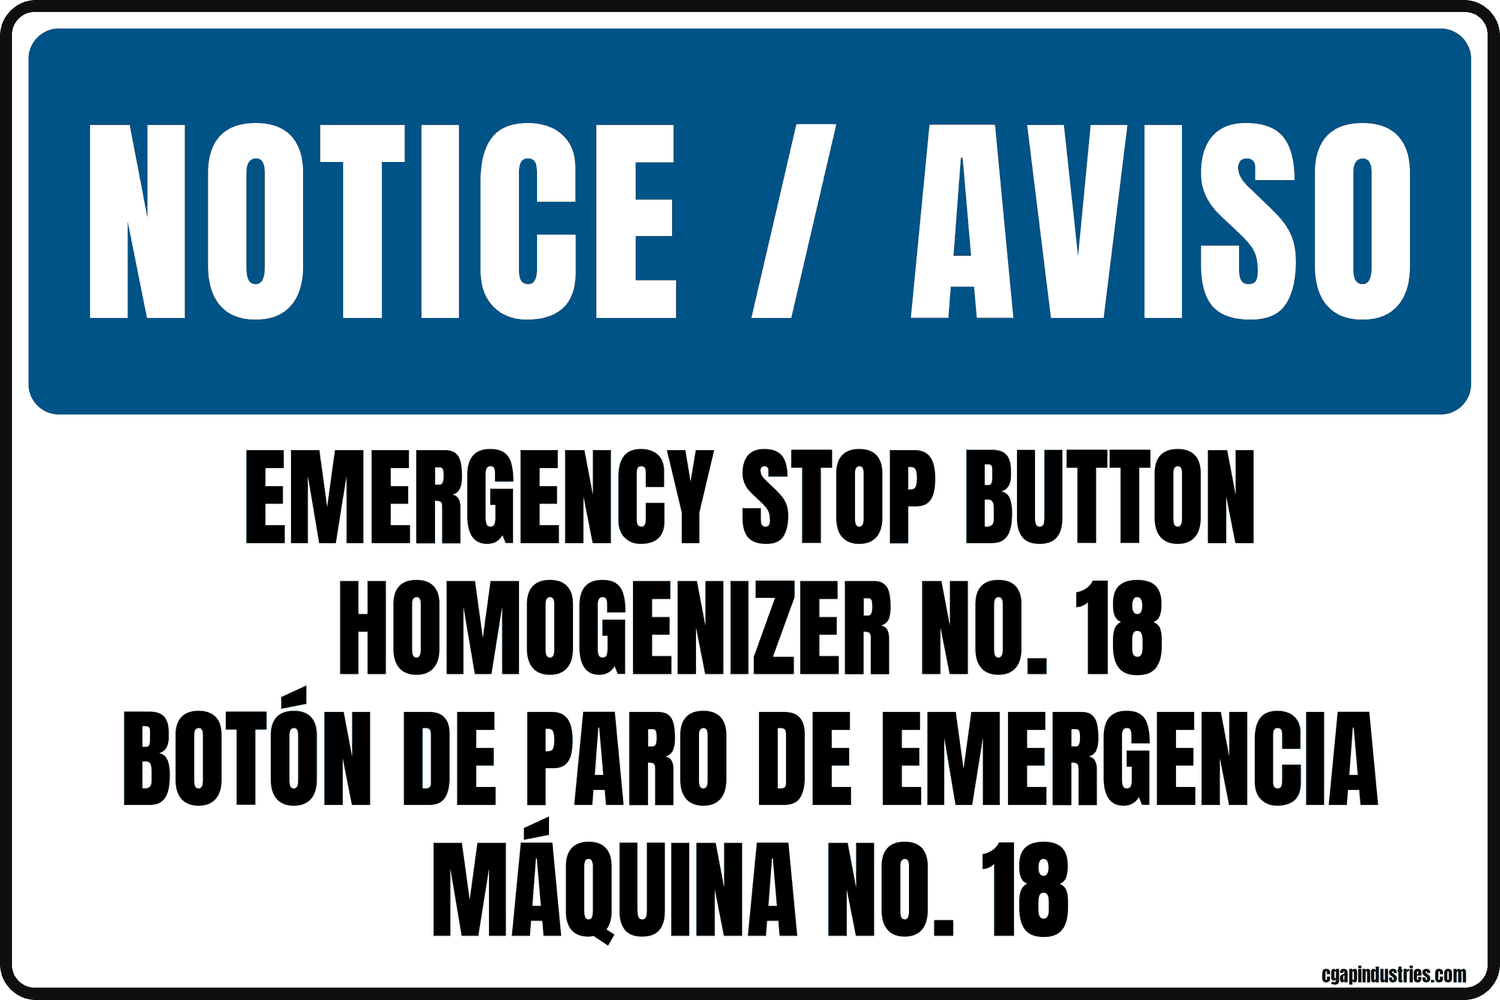 NOTICE / AVISO
EMERGENCY STOP BUTTON
HOMOGENIZER NO. 18
BOTÓN DE PARO DE EMERGENCIA
MÁQUINA NO. 18
cgapindustries.com